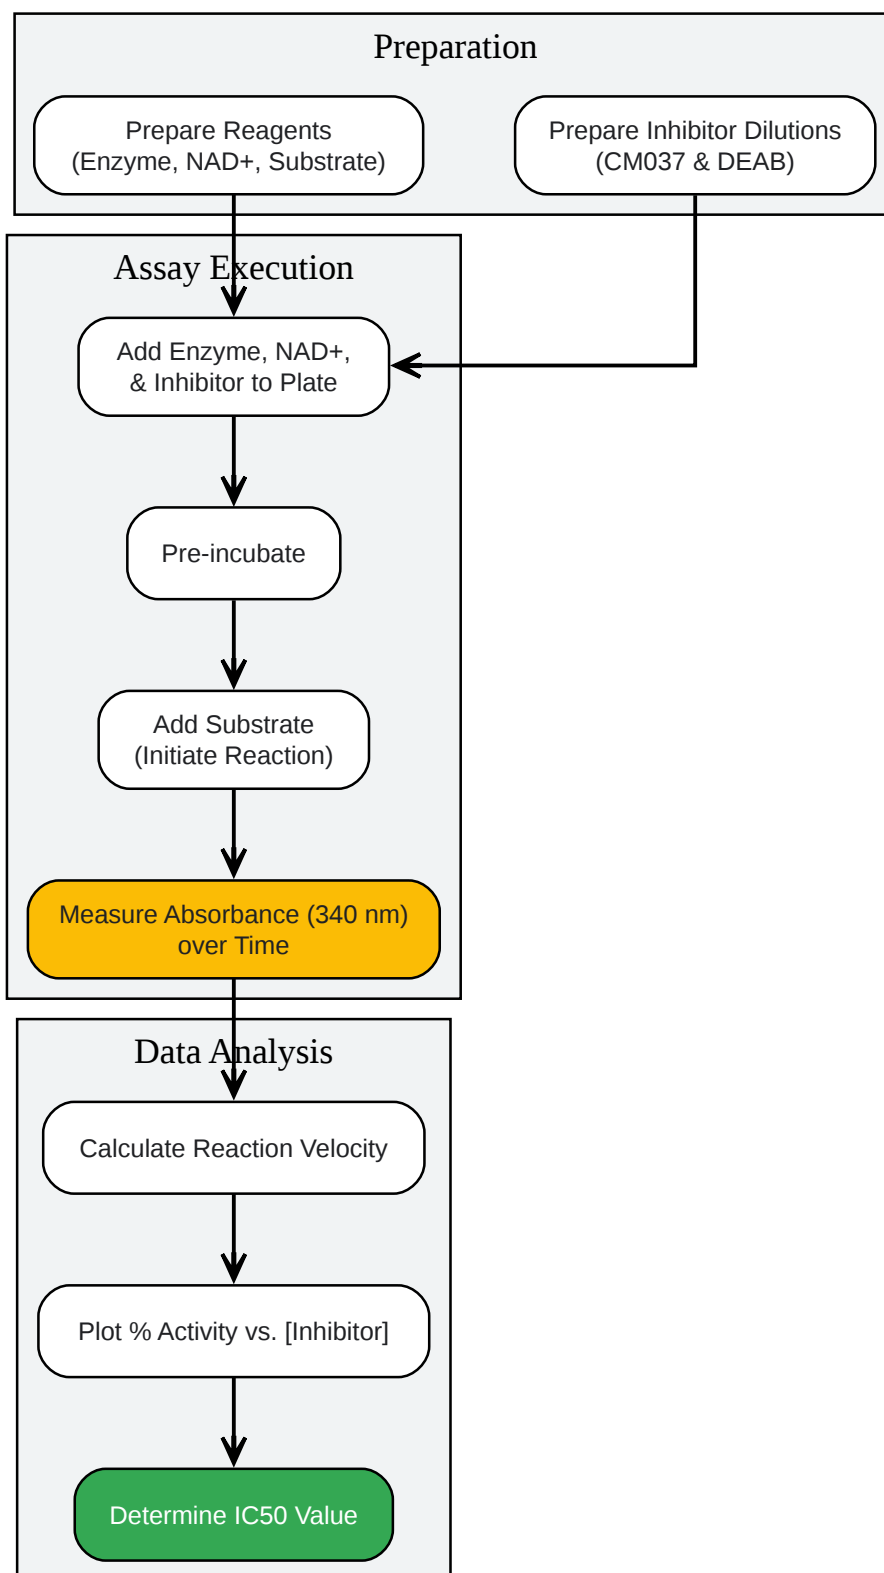 Preparation
Prepare Reagents
(Enzyme, NAD+, Substrate)
Prepare Inhibitor Dilutions
(CM037 & DEAB)
Assay Execution
Add Enzyme, NAD+,
& Inhibitor to Plate
Pre-incubate
Add Substrate
(Initiate Reaction)
Measure Absorbance (340 nm)
over Time
Data Analysis
Calculate Reaction Velocity
Plot % Activity vs. [Inhibitor]
Determine IC50 Value